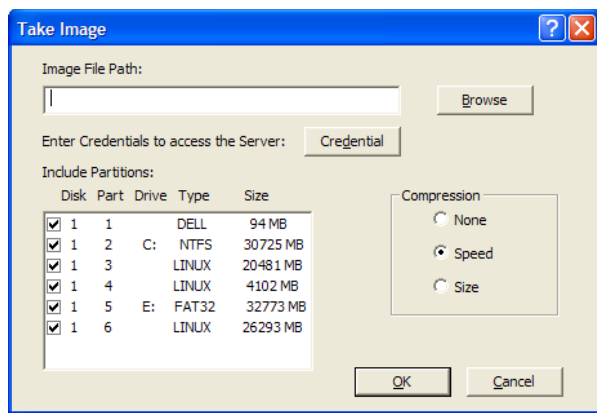 Take Image
Image File Path:
Browse
Enter Credentials to access the Server: Credential
Include Partitions:
Disk Part Drive Type Size
1 1 DELL 94 MB
1 2 C: NTFS 30725 MB
1 3 LINUX 20481 MB
1 4 LINUX 4102 MB
1 5 E: FAT32 32773 MB
1 6 LINUX 26293 MB
Compression
None
Speed
Size
OK Cancel